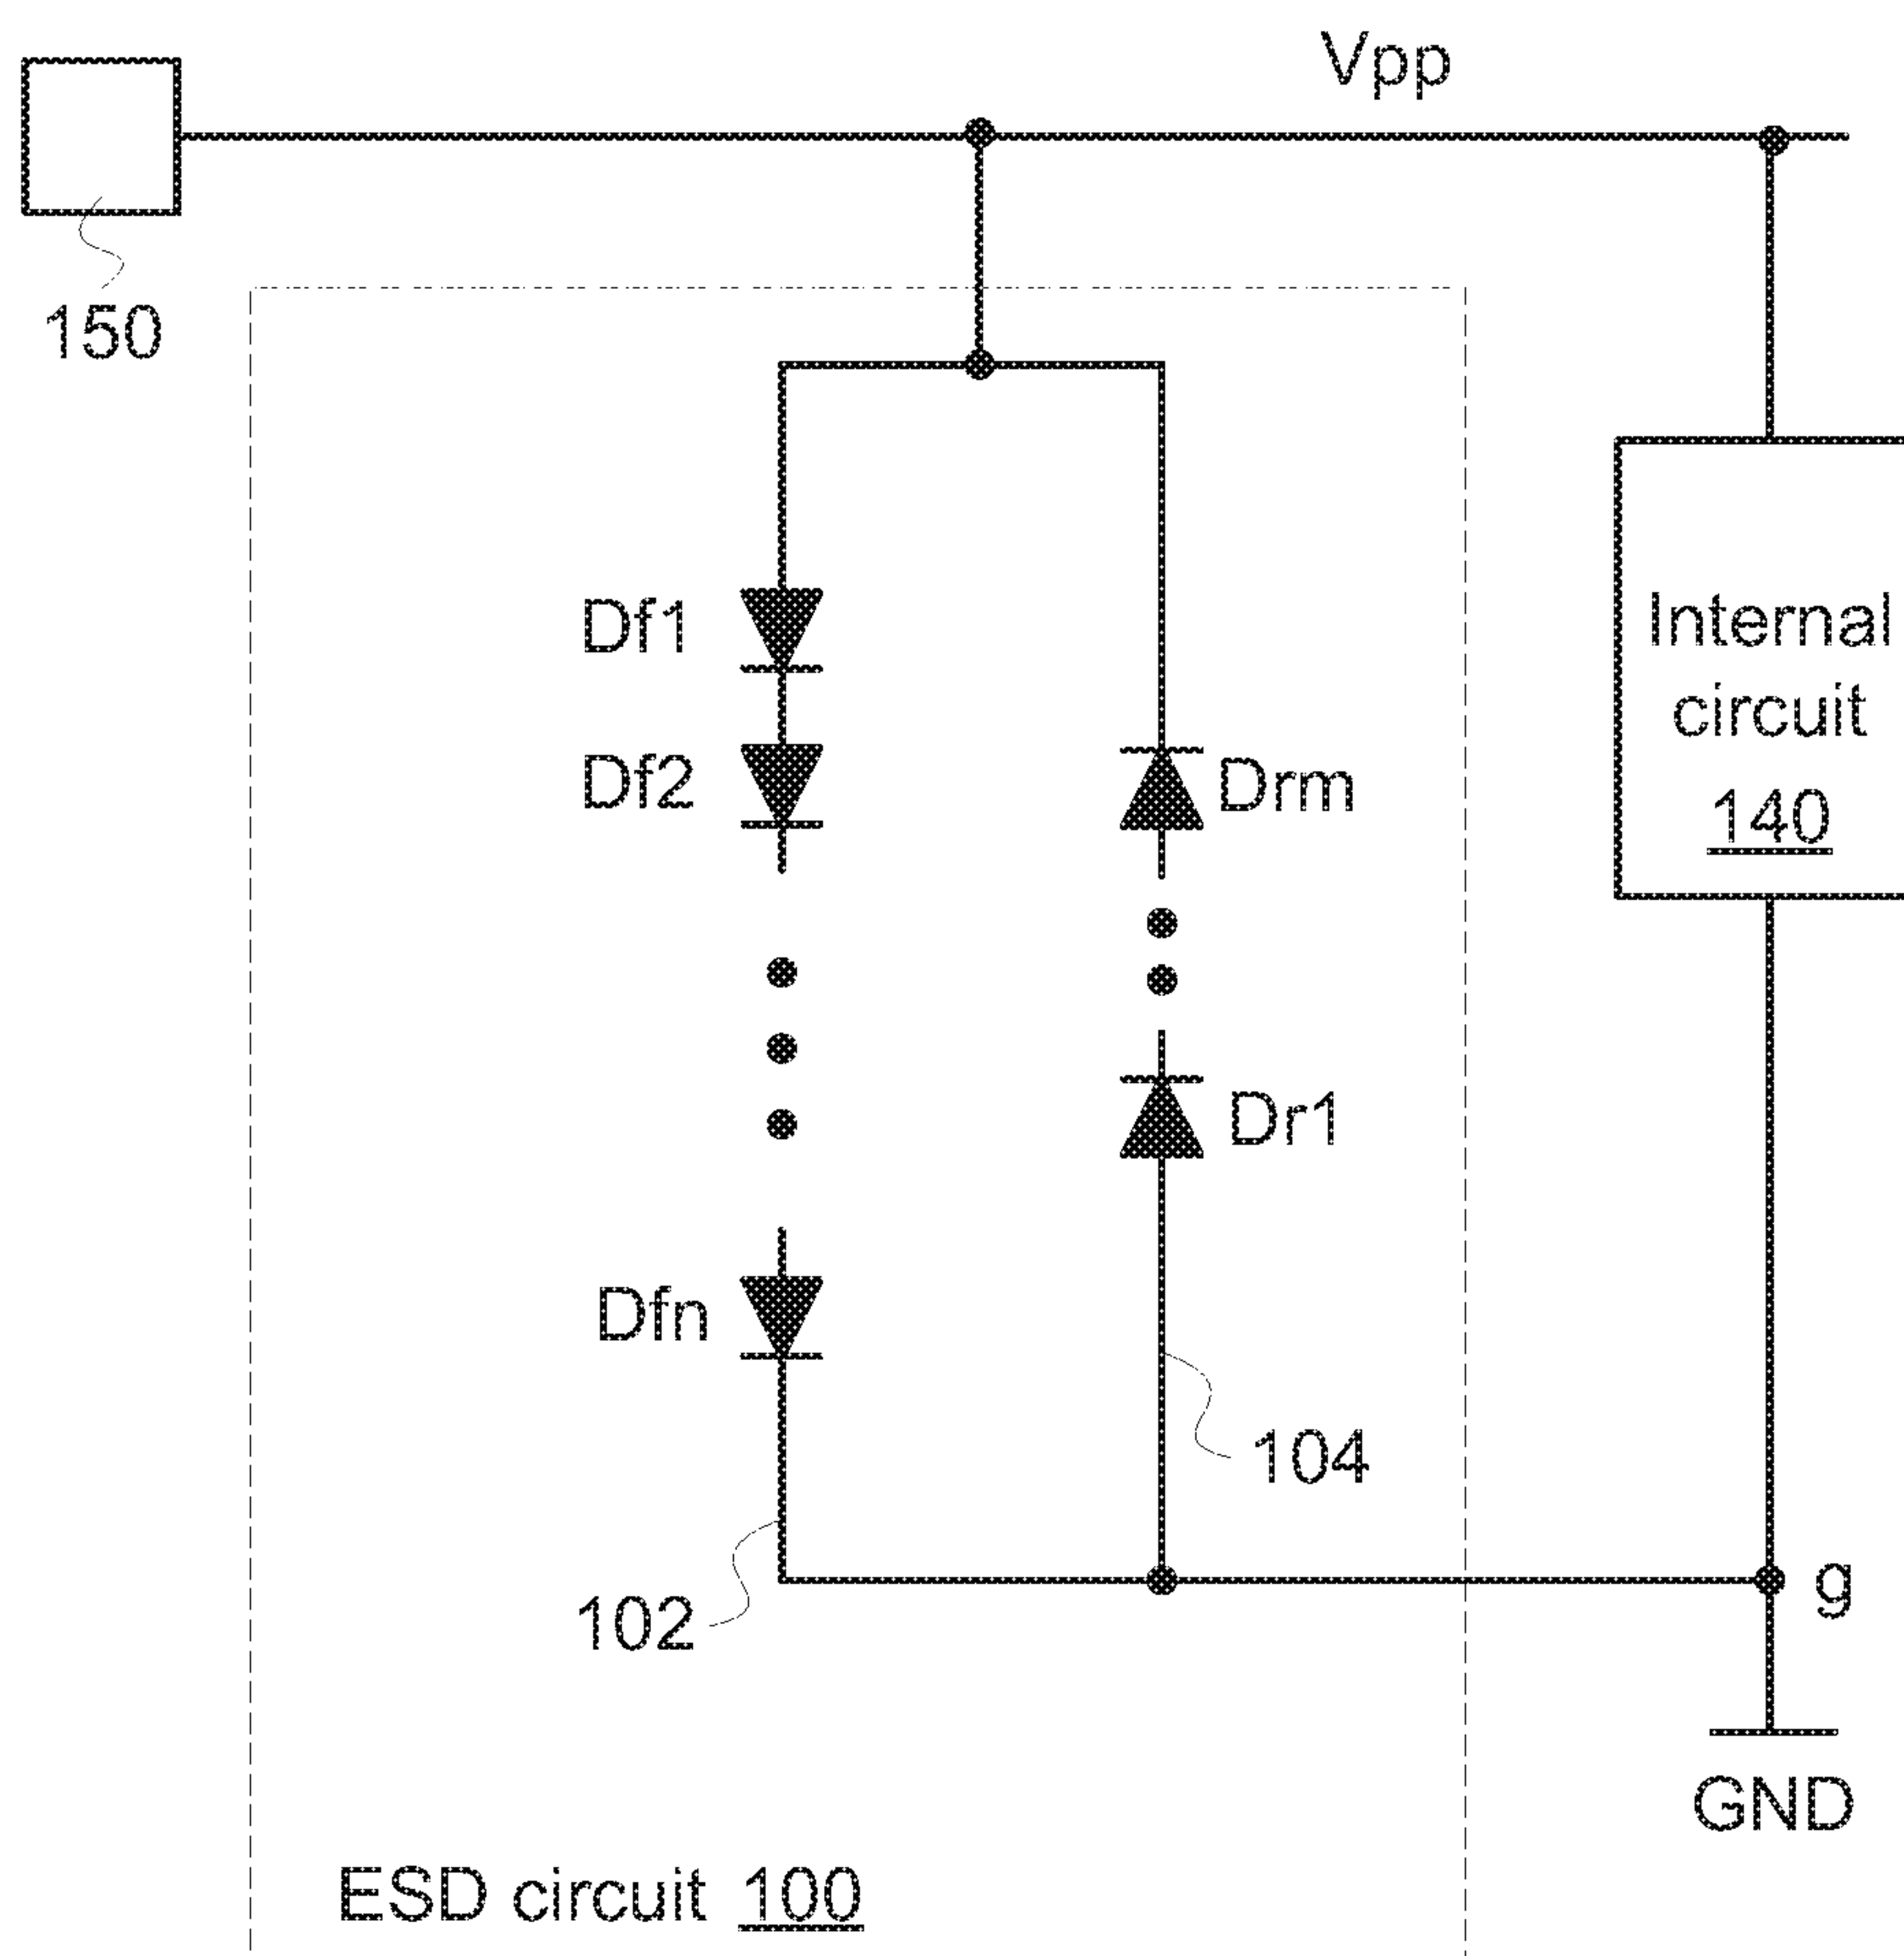 Vpp
150
Df1
Df2
Drm
Internal
circuit
140
Dr1
Dfn
104
102
g
GND
ESD circuit 100